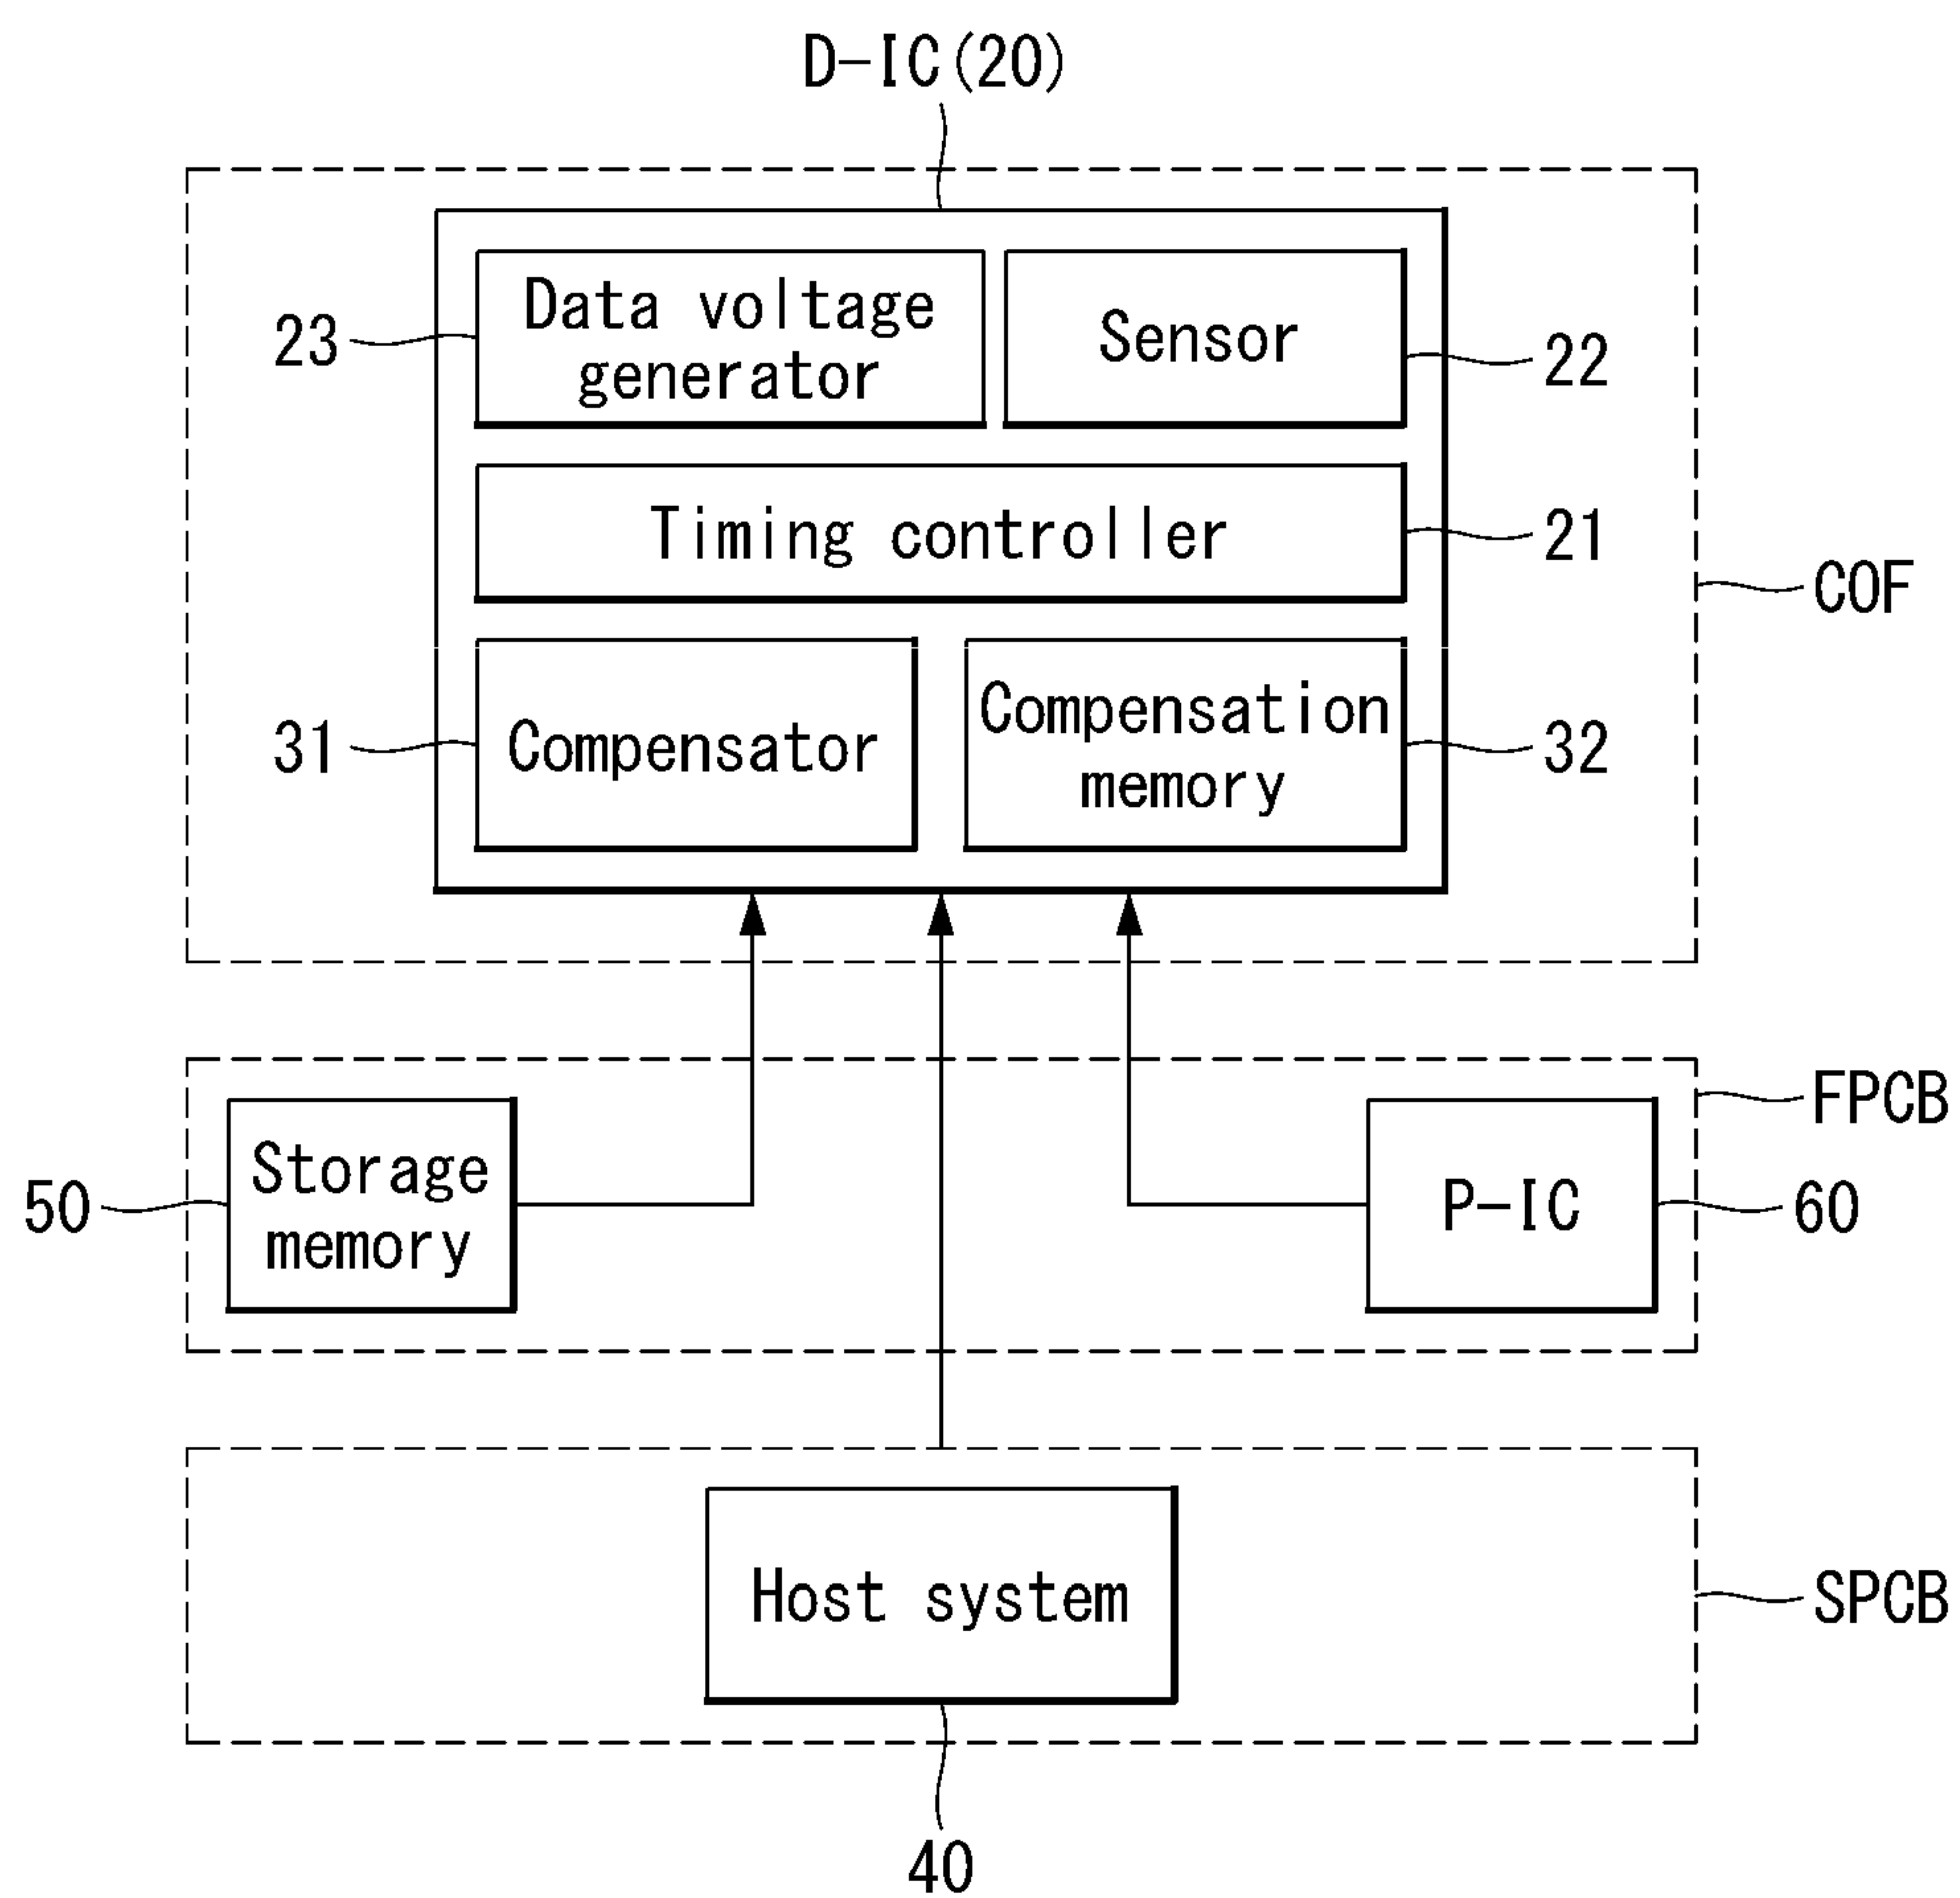 D-IC(20)
23
Data voltage
generator
Sensor
22
Timing controller
21
COF
31
Compensator
Compensation
memory
32
FPCB
50
Storage
memory
P-IC
60
Host system
SPCB
40